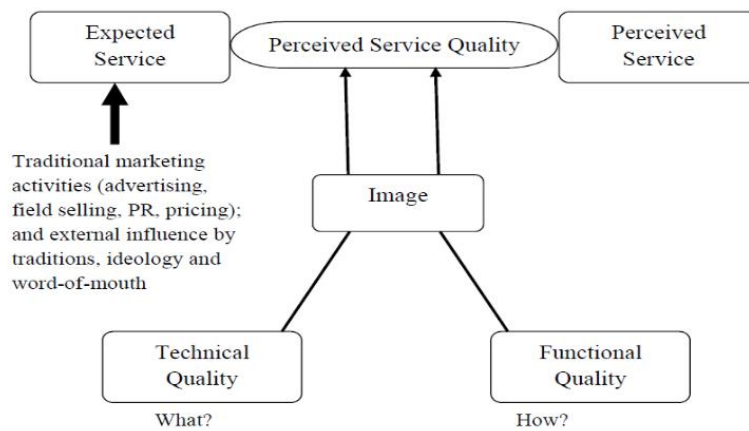 Expected
Service
Perceived Service Quality
Perceived
Service
Traditional marketing
activities (advertising,
field selling, PR, pricing);
and external influence by
traditions, ideology and
word-of-mouth
Image
Technical
Quality
Functional
Quality
What?
How?